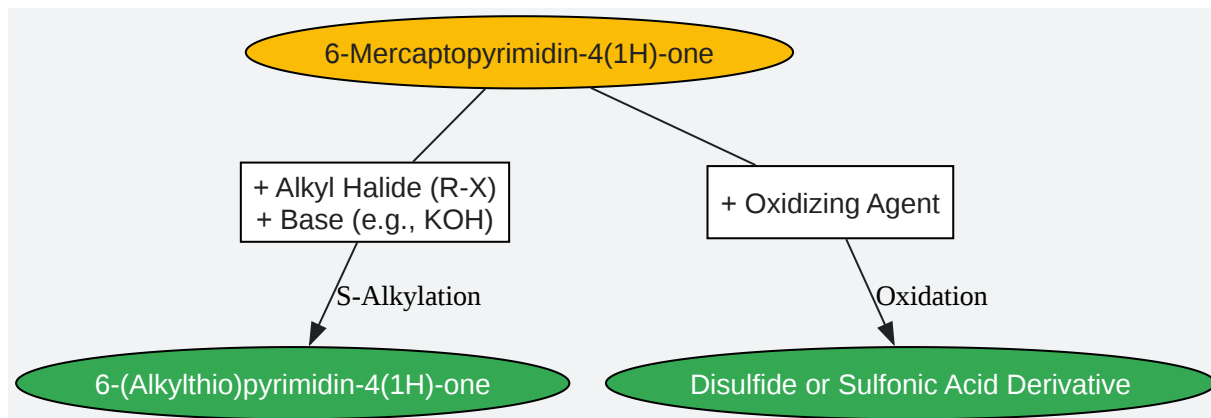 6-Mercaptopyrimidin-4(1H)-one
+ Alkyl Halide (R-X)
+ Base (e.g., KOH)
+ Oxidizing Agent
S-Alkylation
Oxidation
6-(Alkylthio)pyrimidin-4(1H)-one
Disulfide or Sulfonic Acid Derivative